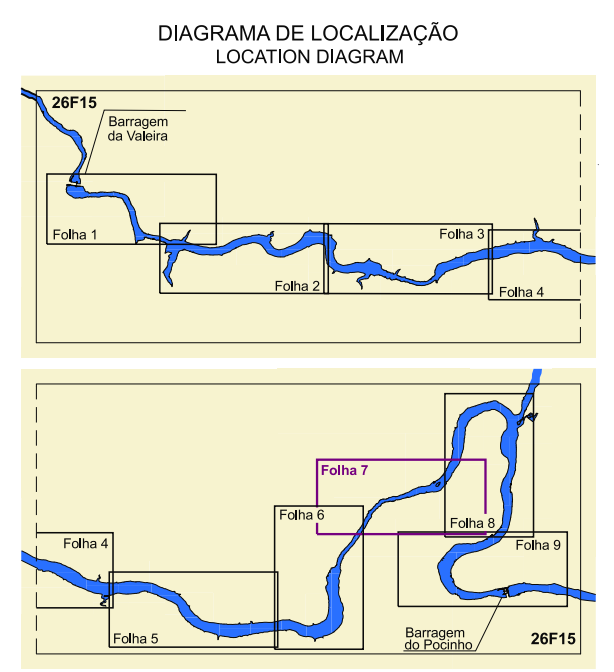 DIAGRAMA DE LOCALIZAÇÃO
LOCATION DIAGRAM
26F15
Barragem
da Valeira
Folha 1
Folha 2
Folha 3
Folha 4
Folha 7
Folha 6
Folha 8
Folha 4
Folha 9
Folha 5
Barragem
do Pocinho
26F15